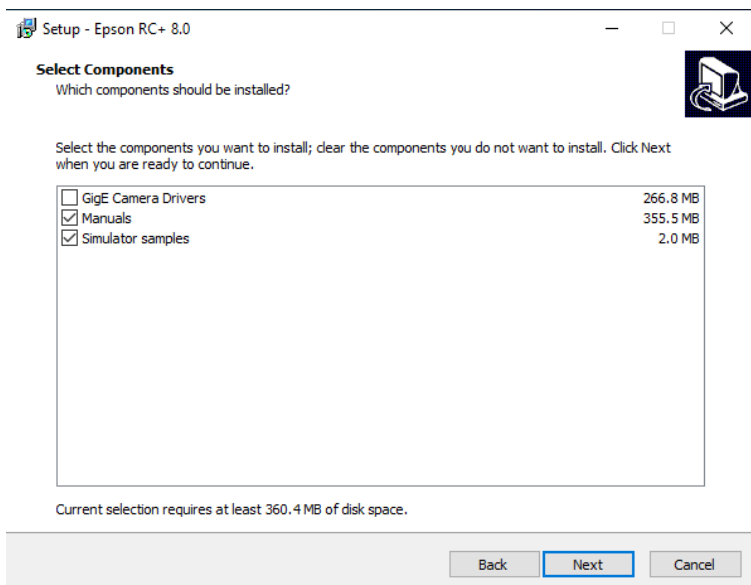 Setup - Epson RC+ 8.0
Select Components
Which components should be installed?
Select the components you want to install; clear the components you do not want to install. Click Next
when you are ready to continue.
GigE Camera Drivers 266.8 MB
Manuals 355.5 MB
Simulator samples 2.0 MB
Current selection requires at least 360.4 MB of disk space.
Back Next Cancel